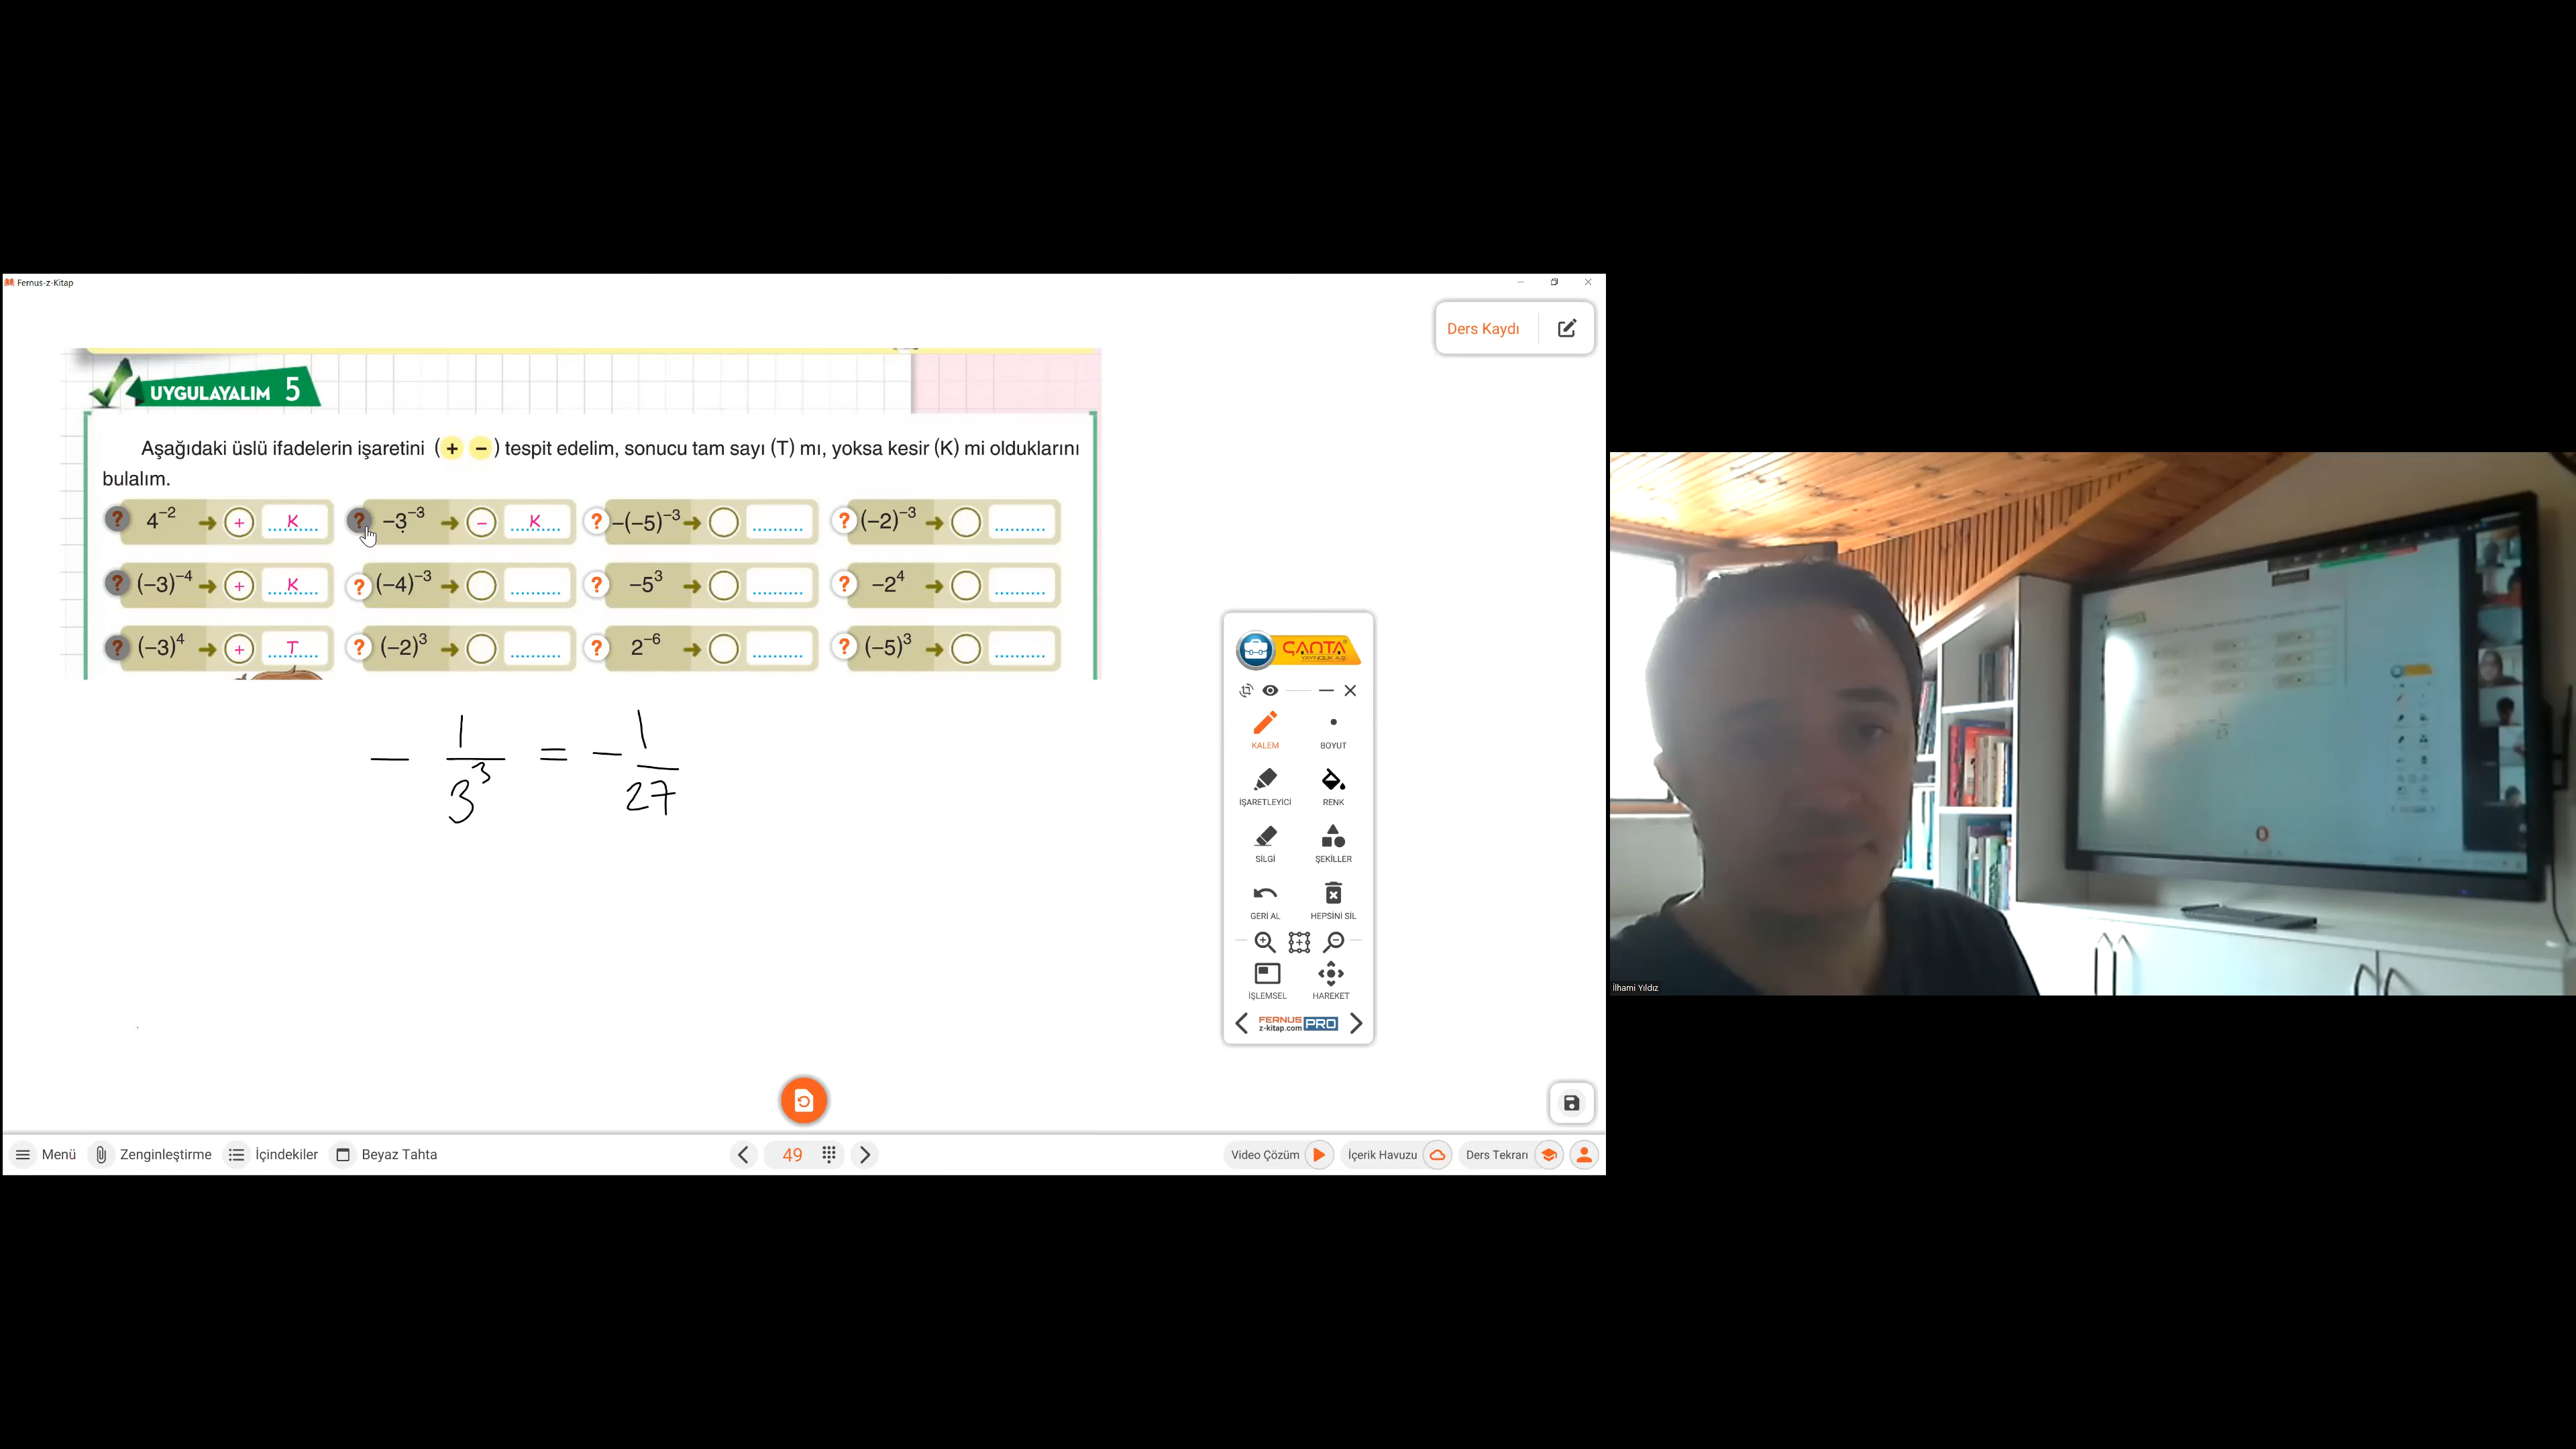 Fernus-z-Kitap
Ders Kaydı
UYGULAYALIM 5
Aşağıdaki üslü ifadelerin işaretini (+ −) tespit edelim, sonucu tam sayı (T) mı, yoksa kesir (K) mi olduklarını
bulalım.
? 4⁻² → + K ? −3⁻³ → − K ? −(−5)⁻³ → .......... ? (−2)⁻³ → ..........
? (−3)⁻⁴ → + K ? (−4)⁻³ → .......... ? −5³ → .......... ? −2⁴ → ..........
? (−3)⁴ → + T ? (−2)³ → .......... ? 2⁻⁶ → .......... ? (−5)³ → ..........
− 1/3³ = − 1/27
ÇANTA
YAYINCILIK A.Ş.
KALEM BOYUT
İŞARETLEYİCİ RENK
SİLGİ ŞEKİLLER
GERİ AL HEPSİNİ SİL
İŞLEMSEL HAREKET
FERNUS PRO
z-kitap.com
Menü Zenginleştirme İçindekiler Beyaz Tahta 49 Video Çözüm İçerik Havuzu Ders Tekrarı
İlhami Yıldız